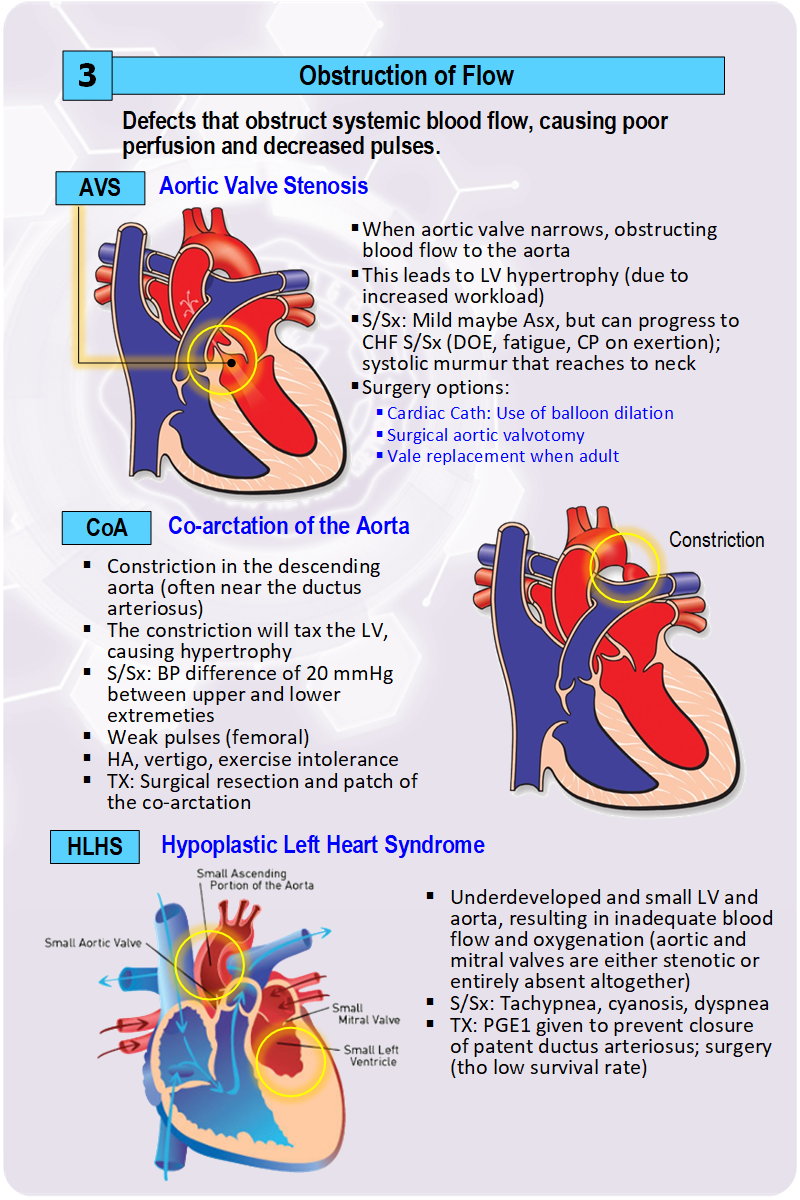 3
Obstruction of Flow
Defects that obstruct systemic blood flow, causing poor
perfusion and decreased pulses.
AVS
Aortic Valve Stenosis
▪ When aortic valve narrows, obstructing
blood flow to the aorta
▪ This leads to LV hypertrophy (due to
increased workload)
▪ S/Sx: Mild maybe Asx, but can progress to
CHF S/Sx (DOE, fatigue, CP on exertion);
systolic murmur that reaches to neck
▪ Surgery options:
▪ Cardiac Cath: Use of balloon dilation
▪ Surgical aortic valvotomy
▪ Vale replacement when adult
CoA
Co-arctation of the Aorta
Constriction
▪ Constriction in the descending
aorta (often near the ductus
arteriosus)
▪ The constriction will tax the LV,
causing hypertrophy
▪ S/Sx: BP difference of 20 mmHg
between upper and lower
extremeties
▪ Weak pulses (femoral)
▪ HA, vertigo, exercise intolerance
▪ TX: Surgical resection and patch of
the co-arctation
HLHS
Hypoplastic Left Heart Syndrome
Small Ascending
Portion of the Aorta
Small Aortic Valve
Small
Mitral Valve
Small Left
Ventricle
▪ Underdeveloped and small LV and
aorta, resulting in inadequate blood
flow and oxygenation (aortic and
mitral valves are either stenotic or
entirely absent altogether)
▪ S/Sx: Tachypnea, cyanosis, dyspnea
▪ TX: PGE1 given to prevent closure
of patent ductus arteriosus; surgery
(tho low survival rate)